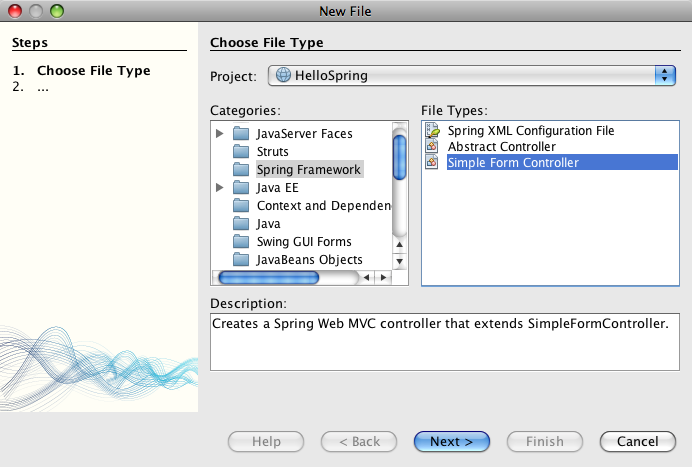 New File
Steps
1. Choose File Type
2. ...
Choose File Type
Project: HelloSpring
Categories:
JavaServer Faces
Struts
Spring Framework
Java EE
Context and Dependen
Java
Swing GUI Forms
JavaBeans Objects
File Types:
Spring XML Configuration File
Abstract Controller
Simple Form Controller
Description:
Creates a Spring Web MVC controller that extends SimpleFormController.
Help < Back Next > Finish Cancel